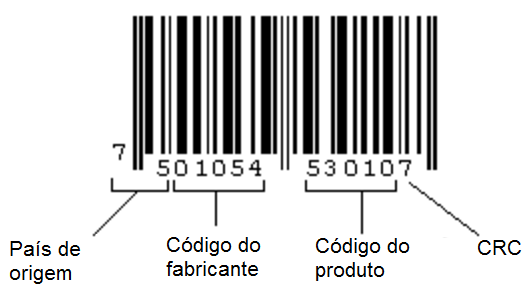 7
501054
530107
País de
origem
Código do
fabricante
Código do
produto
CRC